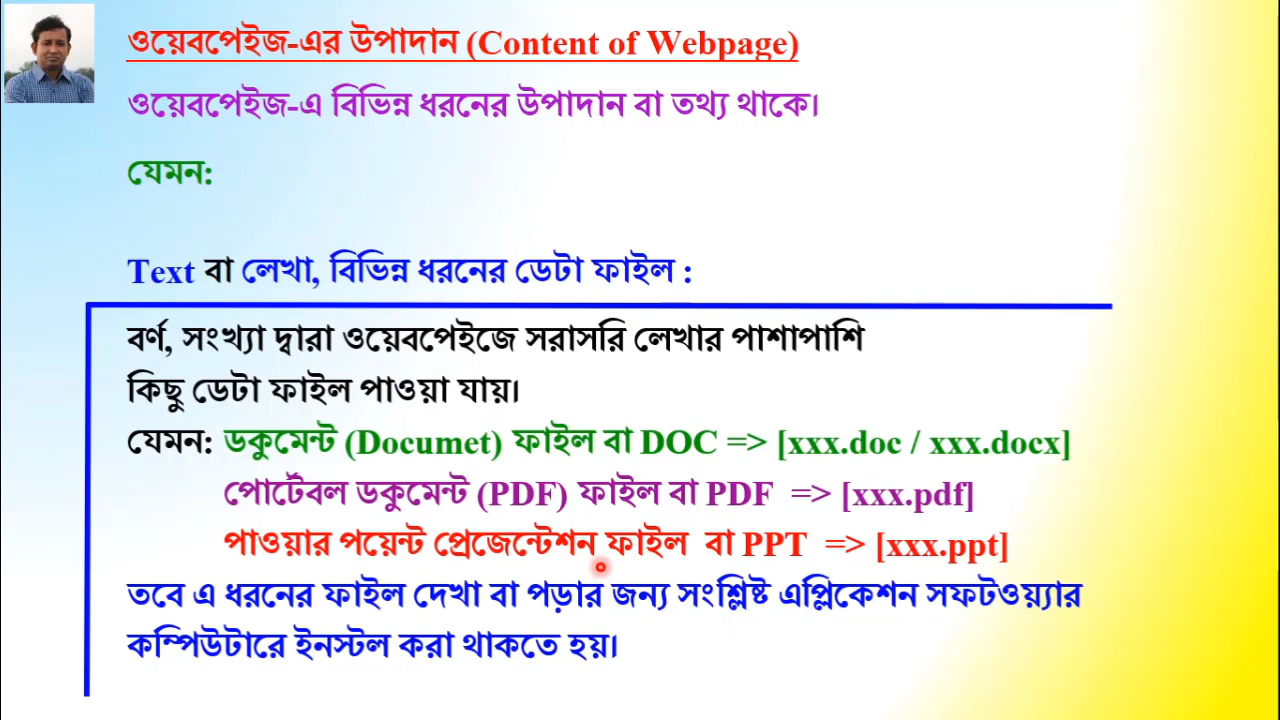 ওয়েবপেইজ-এর উপাদান (Content of Webpage)
ওয়েবপেইজ-এ বিভিন্ন ধরনের উপাদান বা তথ্য থাকে।
যেমন:
Text বা লেখা, বিভিন্ন ধরনের ডেটা ফাইল :
বর্ণ, সংখ্যা দ্বারা ওয়েবপেইজে সরাসরি লেখার পাশাপাশি
কিছু ডেটা ফাইল পাওয়া যায়।
যেমন: ডকুমেন্ট (Documet) ফাইল বা DOC => [xxx.doc / xxx.docx]
পোর্টেবল ডকুমেন্ট (PDF) ফাইল বা PDF => [xxx.pdf]
পাওয়ার পয়েন্ট প্রেজেন্টেশন ফাইল বা PPT => [xxx.ppt]
তবে এ ধরনের ফাইল দেখা বা পড়ার জন্য সংশ্লিষ্ট এপ্লিকেশন সফটওয়্যার
কম্পিউটারে ইনস্টল করা থাকতে হয়।